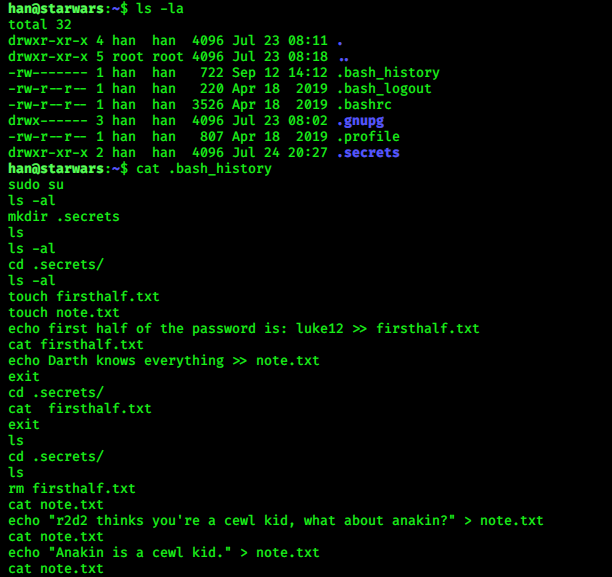 han@starwars:~$ ls -la
total 32
drwxr-xr-x 4 han  han  4096 Jul 23 08:11 .
drwxr-xr-x 5 root root 4096 Jul 23 08:18 ..
-rw------- 1 han  han   722 Sep 12 14:12 .bash_history
-rw-r--r-- 1 han  han   220 Apr 18  2019 .bash_logout
-rw-r--r-- 1 han  han  3526 Apr 18  2019 .bashrc
drwx------ 3 han  han  4096 Jul 23 08:02 .gnupg
-rw-r--r-- 1 han  han   807 Apr 18  2019 .profile
drwxr-xr-x 2 han  han  4096 Jul 24 20:27 .secrets
han@starwars:~$ cat .bash_history
sudo su
ls -al
mkdir .secrets
ls
ls -al
cd .secrets/
ls -al
touch firsthalf.txt
touch note.txt
echo first half of the password is: luke12 >> firsthalf.txt
cat firsthalf.txt
echo Darth knows everything >> note.txt
exit
cd .secrets/
cat  firsthalf.txt
exit
ls
cd .secrets/
ls
rm firsthalf.txt
cat note.txt
echo "r2d2 thinks you're a cewl kid, what about anakin?" > note.txt
cat note.txt
echo "Anakin is a cewl kid." > note.txt
cat note.txt